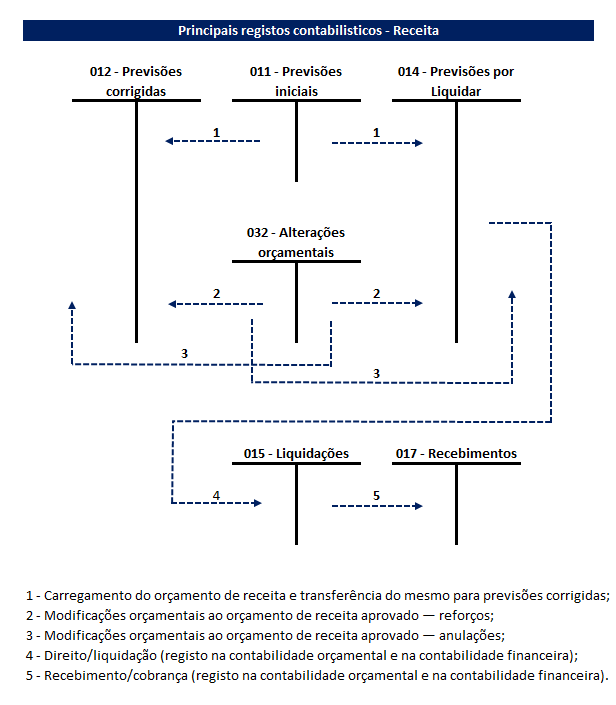 Principais registos contabilisticos - Receita
012 - Previsões
corrigidas
011 - Previsões
iniciais
014 - Previsões por
Liquidar
1
1
032 - Alterações
orçamentais
2
2
3
3
015 - Liquidações
017 - Recebimentos
4
5
1 - Carregamento do orçamento de receita e transferência do mesmo para previsões corrigidas;
2 - Modificações orçamentais ao orçamento de receita aprovado — reforços;
3 - Modificações orçamentais ao orçamento de receita aprovado — anulações;
4 - Direito/liquidação (registo na contabilidade orçamental e na contabilidade financeira);
5 - Recebimento/cobrança (registo na contabilidade orçamental e na contabilidade financeira).